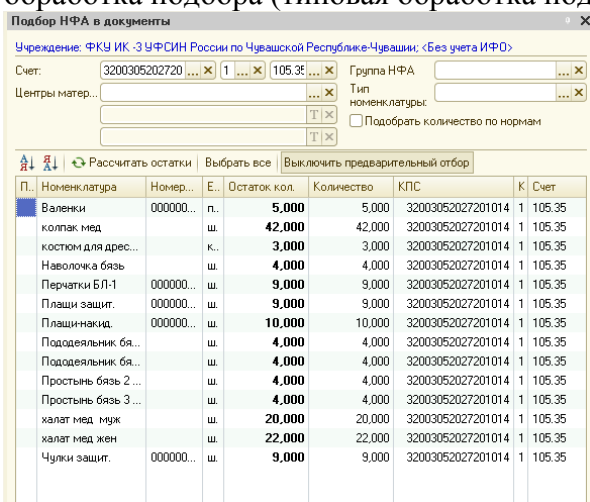 обработка подбора (типовая обработка под
Подбор НФА в документы
Учреждение: ФКУ ИК -3 УФСИН России по Чувашской Республике-Чувашии; <Без учета ИФО>
Счет: 3200305202720 ... × 1 ... × 105.35 ... × Группа НФА ... ×
Центры матер... ... × Тип номенклатуры: ... ×
T × Подобрать количество по нормам
T ×
Рассчитать остатки Выбрать все Выключить предварительный отбор
П.. Номенклатура Номер... Е.. Остаток кол. Количество КПС К Счет
Валенки 000000... п.. 5,000 5,000 32003052027201014 1 105.35
колпак мед ш. 42,000 42,000 32003052027201014 1 105.35
костюм для дрес... к.. 3,000 3,000 32003052027201014 1 105.35
Наволочка бязь ш. 4,000 4,000 32003052027201014 1 105.35
Перчатки БЛ-1 000000... ш. 9,000 9,000 32003052027201014 1 105.35
Плащи защит. 000000... ш. 9,000 9,000 32003052027201014 1 105.35
Плащи-накид. 000000... ш. 10,000 10,000 32003052027201014 1 105.35
Пододеяльник бя... ш. 4,000 4,000 32003052027201014 1 105.35
Пододеяльник бя... ш. 4,000 4,000 32003052027201014 1 105.35
Простынь бязь 2 ... ш. 4,000 4,000 32003052027201014 1 105.35
Простынь бязь 3 ... ш. 4,000 4,000 32003052027201014 1 105.35
халат мед муж ш. 20,000 20,000 32003052027201014 1 105.35
халат мед жен ш. 22,000 22,000 32003052027201014 1 105.35
Чулки защит. 000000... ш. 9,000 9,000 32003052027201014 1 105.35